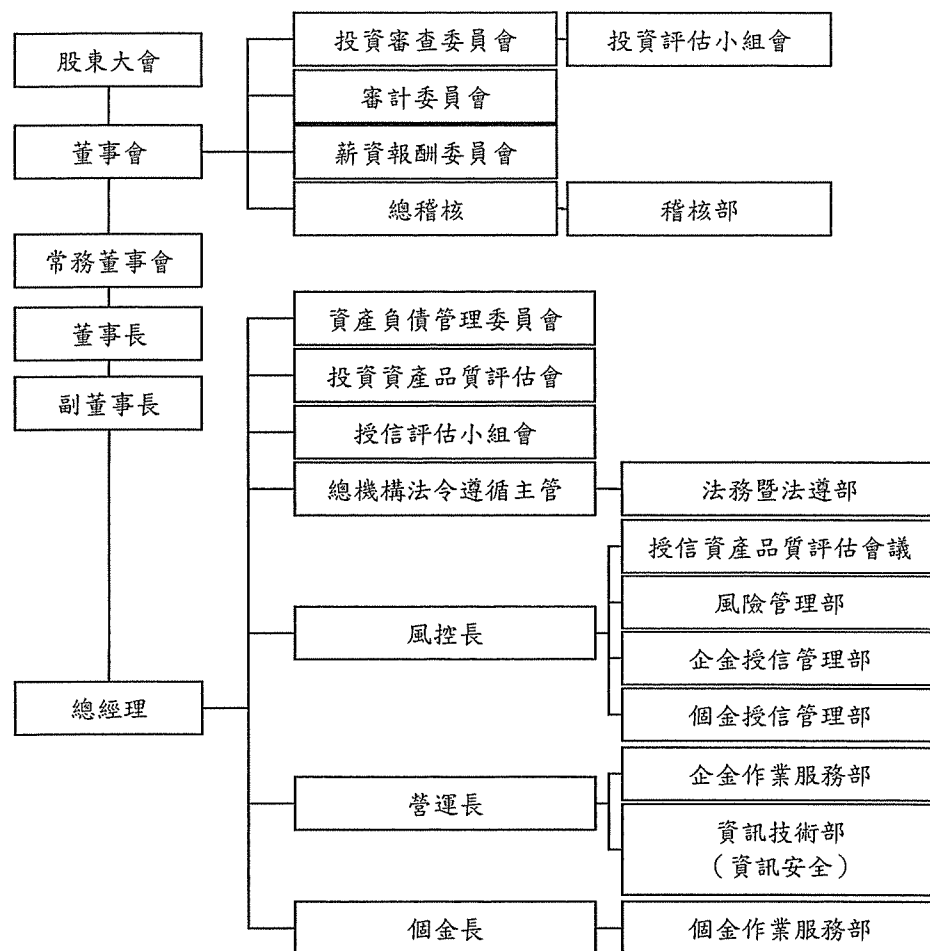 股東大會
董事會
常務董事會
董事長
副董事長
總經理
投資審查委員會
投資評估小組會
審計委員會
薪資報酬委員會
總稽核
稽核部
資產負債管理委員會
投資資產品質評估會
授信評估小組會
總機構法令遵循主管
法務暨法遵部
風控長
授信資產品質評估會議
風險管理部
企金授信管理部
個金授信管理部
營運長
企金作業服務部
資訊技術部
（資訊安全）
個金長
個金作業服務部